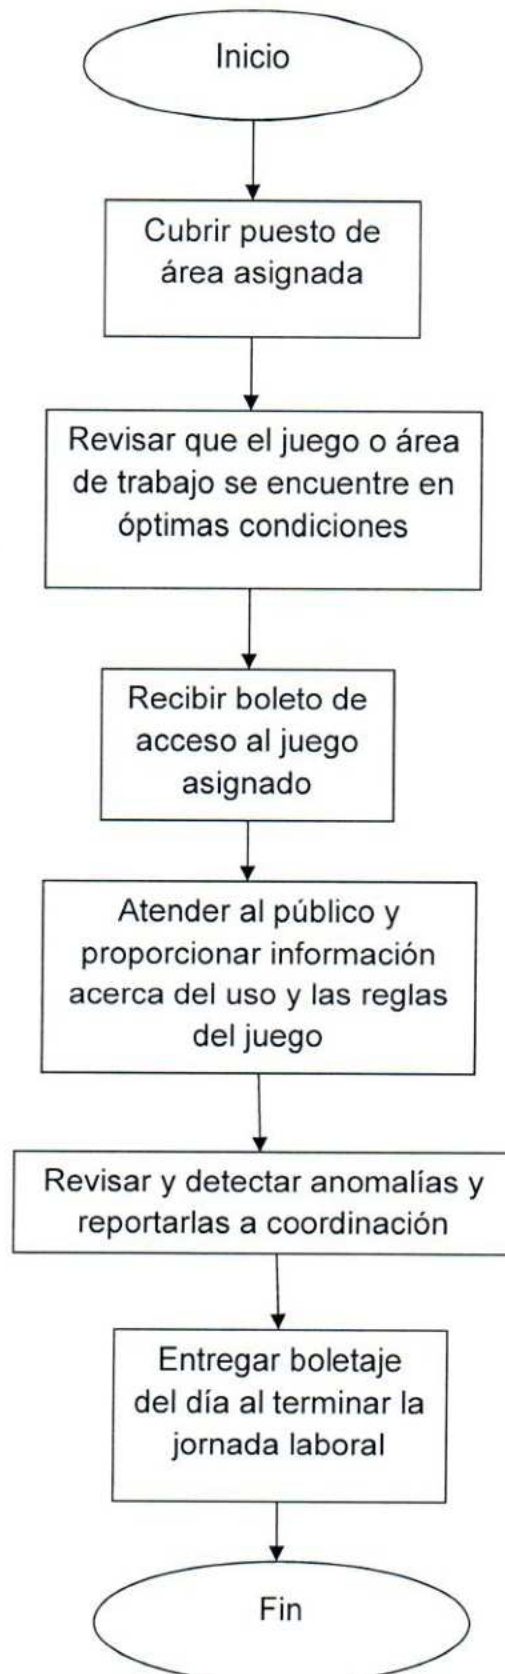 Inicio
Cubrir puesto de
área asignada
Revisar que el juego o área
de trabajo se encuentre en
óptimas condiciones
Recibir boleto de
acceso al juego
asignado
Atender al público y
proporcionar información
acerca del uso y las reglas
del juego
Revisar y detectar anomalías y
reportarlas a coordinación
Entregar boletaje
del día al terminar la
jornada laboral
Fin